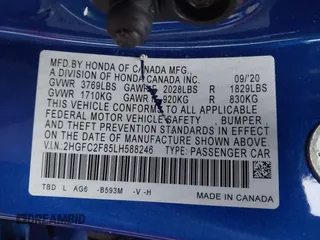 MFD. BY HONDA OF CANADA MFG.,
A DIVISION OF HONDA CANADA INC. 09/'20
GVWR 3769LBS GAWR F 2028LBS R 1829LBS
GVWR 1710KG GAWR F 920KG R 830KG
THIS VEHICLE CONFORMS TO ALL APPLICABLE
FEDERAL MOTOR VEHICLE SAFETY BUMPER
AND THEFT PREVENTION STANDARDS IN EFFECT
ON THE DATE OF MANUFACTURE SHOWN ABOVE.
V.I.N. 2HGFC2F85LH588246 TYPE: PASSENGER CAR
TBD L AG6 -B593M -V -H
MADE IN CANADA
DREAMBID